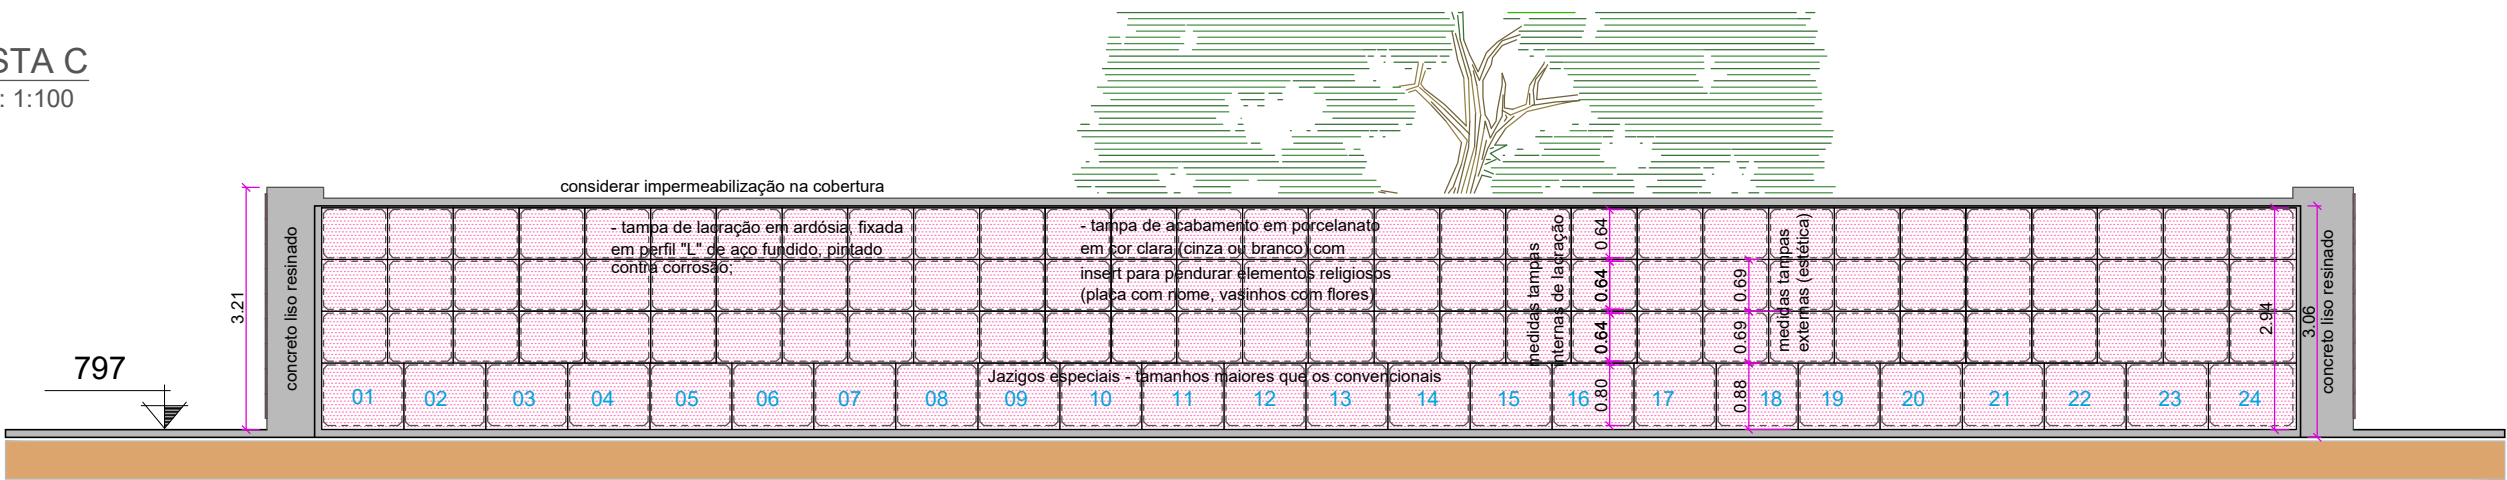 STA C
: 1:100
considerar impermeabilização na cobertura
- tampa de lacração em ardósia, fixada
em perfil "L" de aço fundido, pintado
contra corrosão;
- tampa de acabamento em porcelanato
em cor clara (cinza ou branco) com
insert para pendurar elementos religiosos
(placa com nome, vasinhos com flores)
medidas tampas
internas de lacração
0.64
0.64
0.64
0.80
0.69
0.69
0.88
medidas tampas
externas (estética)
3.21
concreto liso resinado
2.94
3.06
concreto liso resinado
797
Jazigos especiais - tamanhos maiores que os convencionais
01 02 03 04 05 06 07 08 09 10 11 12 13 14 15 16 17 18 19 20 21 22 23 24